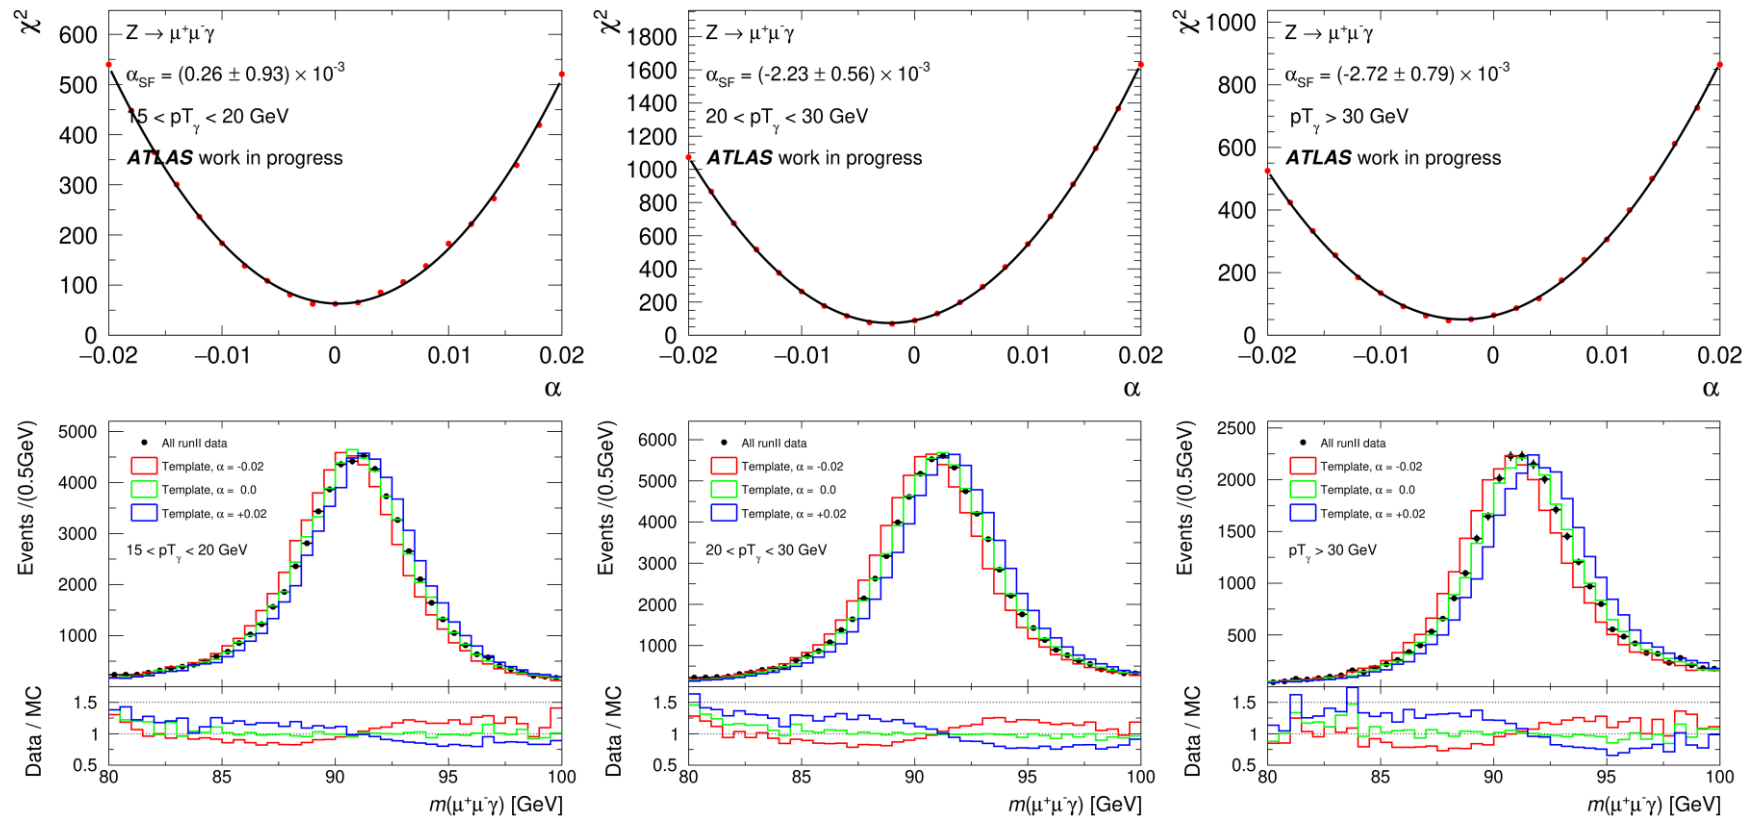 χ²
600
500
400
300
200
100
0
Z → μ⁺μ⁻γ
α_SF = (0.26 ± 0.93) × 10⁻³
15 < pT_γ < 20 GeV
ATLAS work in progress
−0.02 −0.01 0 0.01 0.02
α
χ²
1800
1600
1400
1200
1000
800
600
400
200
0
Z → μ⁺μ⁻γ
α_SF = (-2.23 ± 0.56) × 10⁻³
20 < pT_γ < 30 GeV
ATLAS work in progress
−0.02 −0.01 0 0.01 0.02
α
χ²
1000
800
600
400
200
0
Z → μ⁺μ⁻γ
α_SF = (-2.72 ± 0.79) × 10⁻³
pT_γ > 30 GeV
ATLAS work in progress
−0.02 −0.01 0 0.01 0.02
α
Events /(0.5GeV)
5000
4000
3000
2000
1000
All runII data
Template, α = -0.02
Template, α = 0.0
Template, α = +0.02
15 < pT_γ < 20 GeV
Data / MC
1.5
1
0.5
80 85 90 95 100
m(μ⁺μ⁻γ) [GeV]
Events /(0.5GeV)
6000
5000
4000
3000
2000
1000
All runII data
Template, α = -0.02
Template, α = 0.0
Template, α = +0.02
20 < pT_γ < 30 GeV
Data / MC
1.5
1
0.5
80 85 90 95 100
m(μ⁺μ⁻γ) [GeV]
Events /(0.5GeV)
2500
2000
1500
1000
500
All runII data
Template, α = -0.02
Template, α = 0.0
Template, α = +0.02
pT_γ > 30 GeV
Data / MC
1.5
1
0.5
80 85 90 95 100
m(μ⁺μ⁻γ) [GeV]